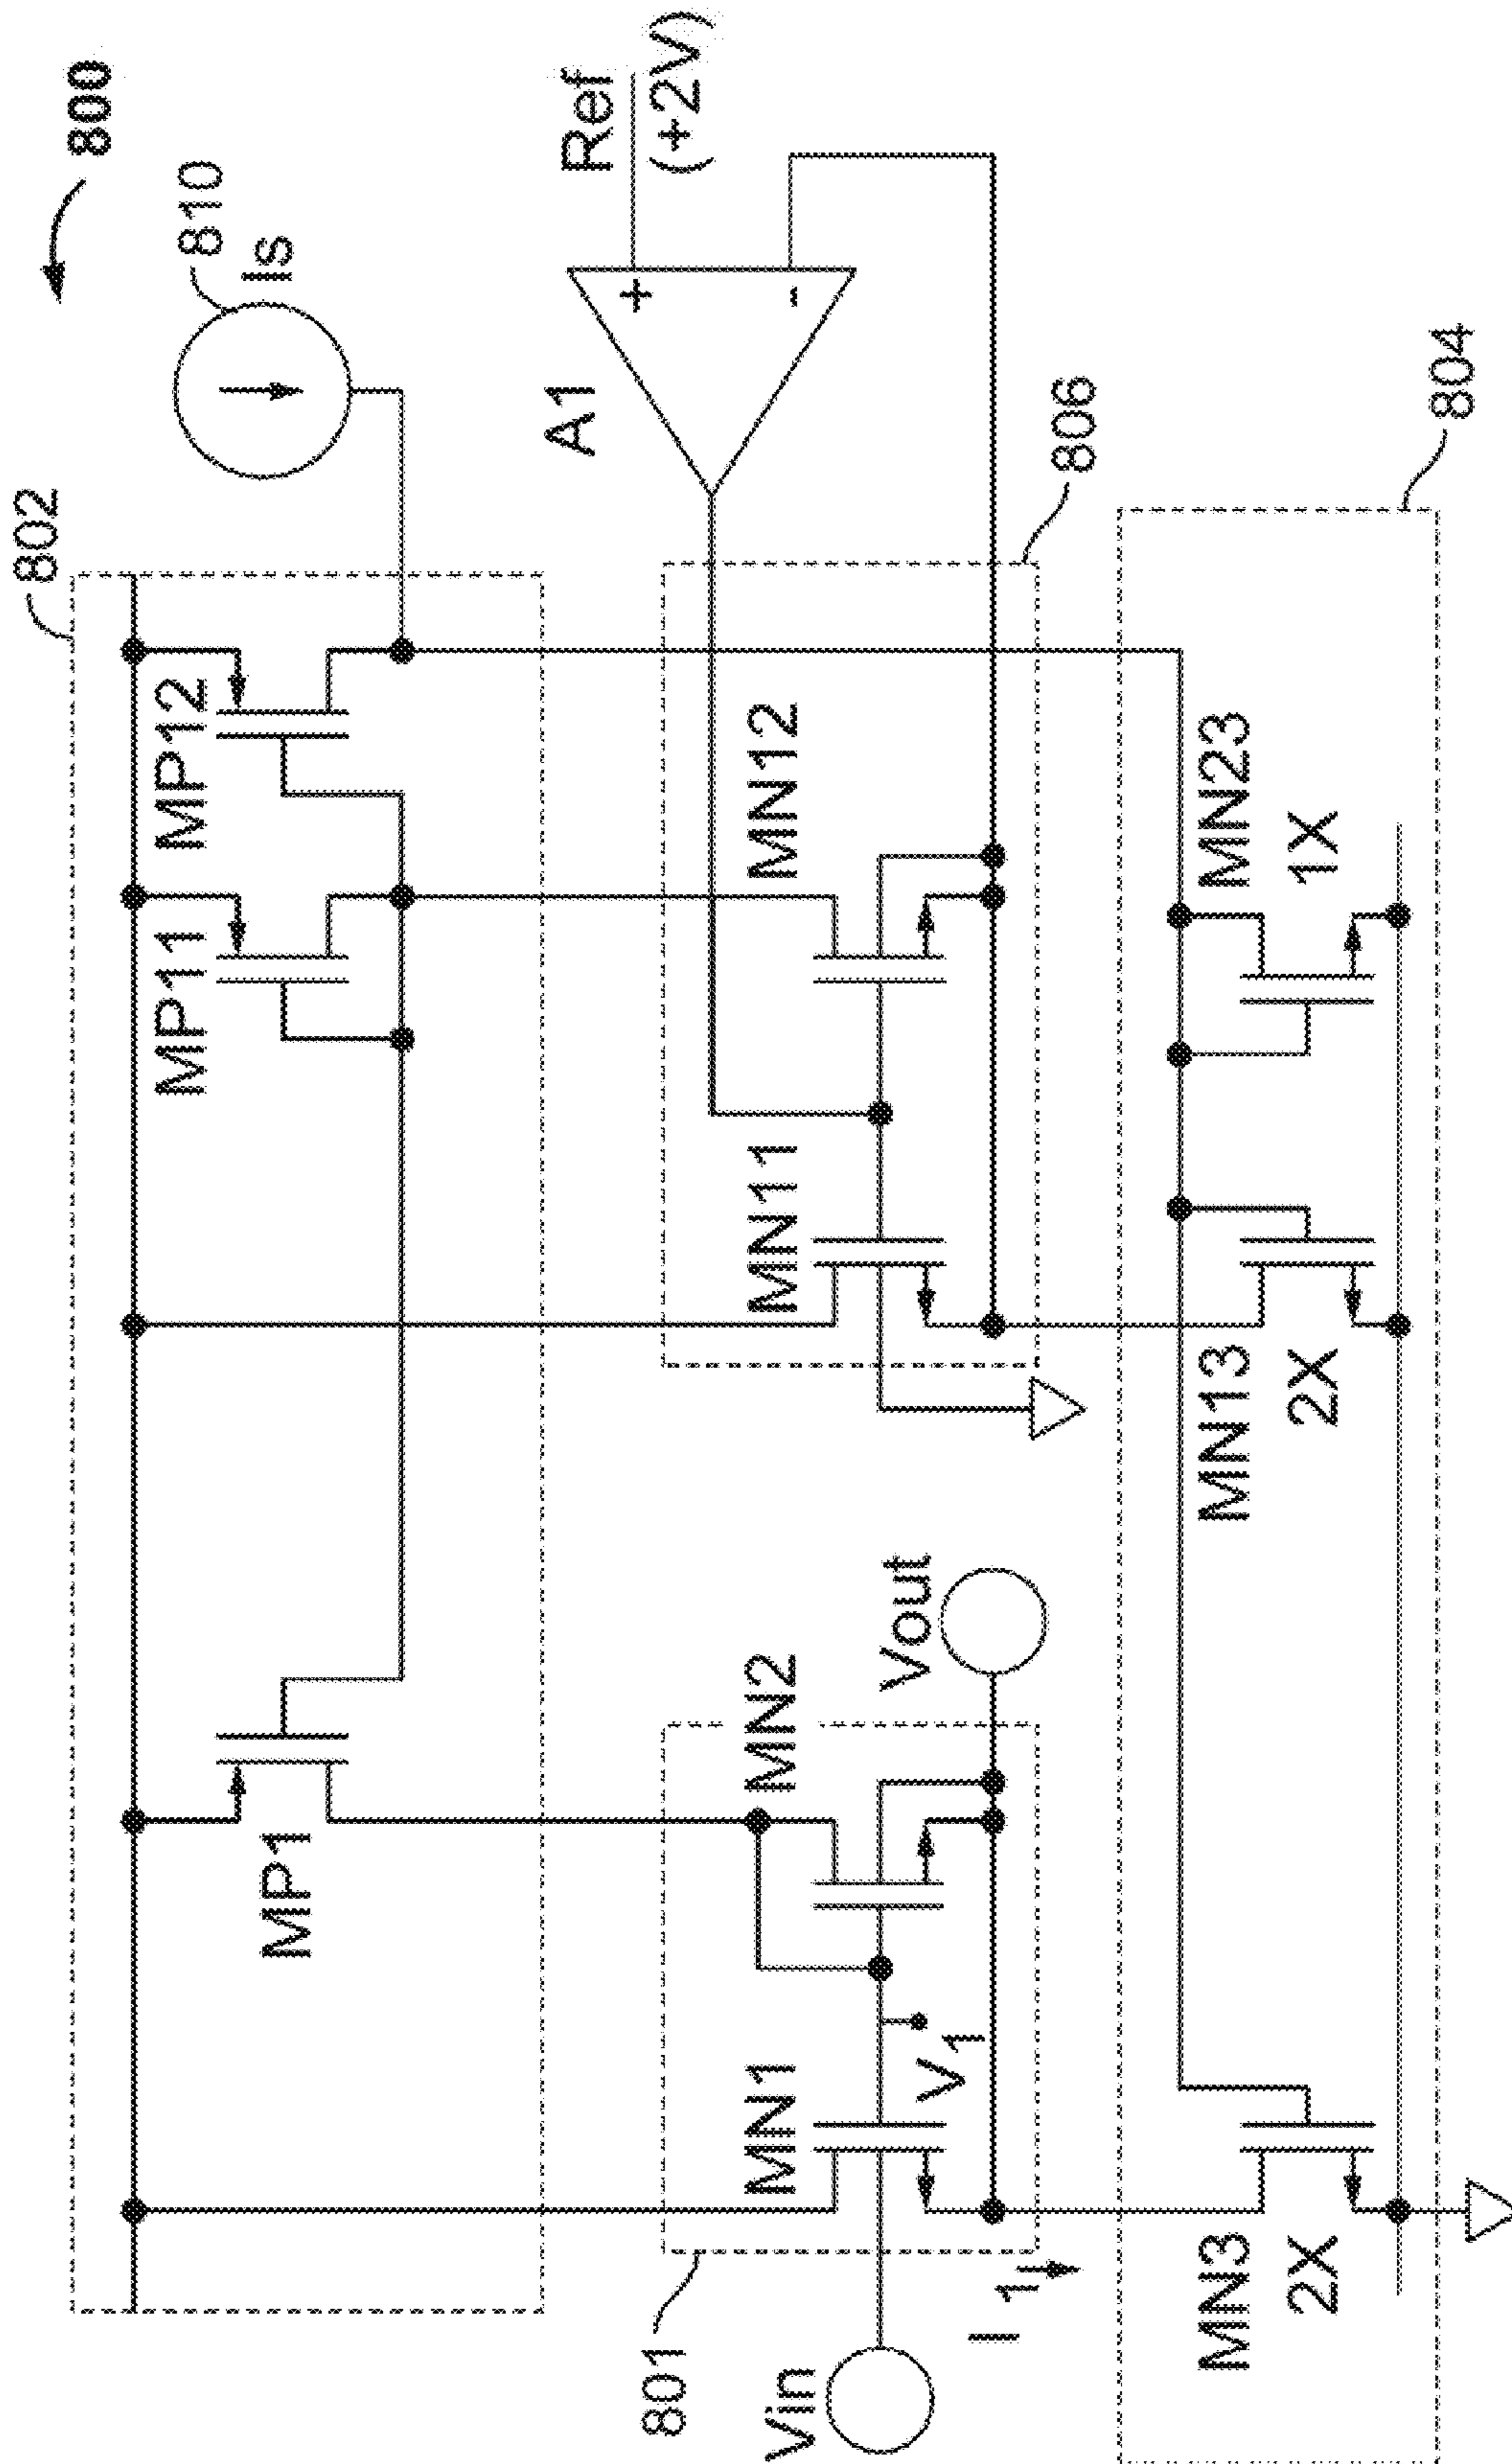 800
802
810
Is
MP1
MP11
MP12
Ref
(+2V)
A1
+
-
801
MN1
MN2
MN11
MN12
806
V1
Vin
Vout
I1
804
MN3
2X
MN13
2X
MN23
1X